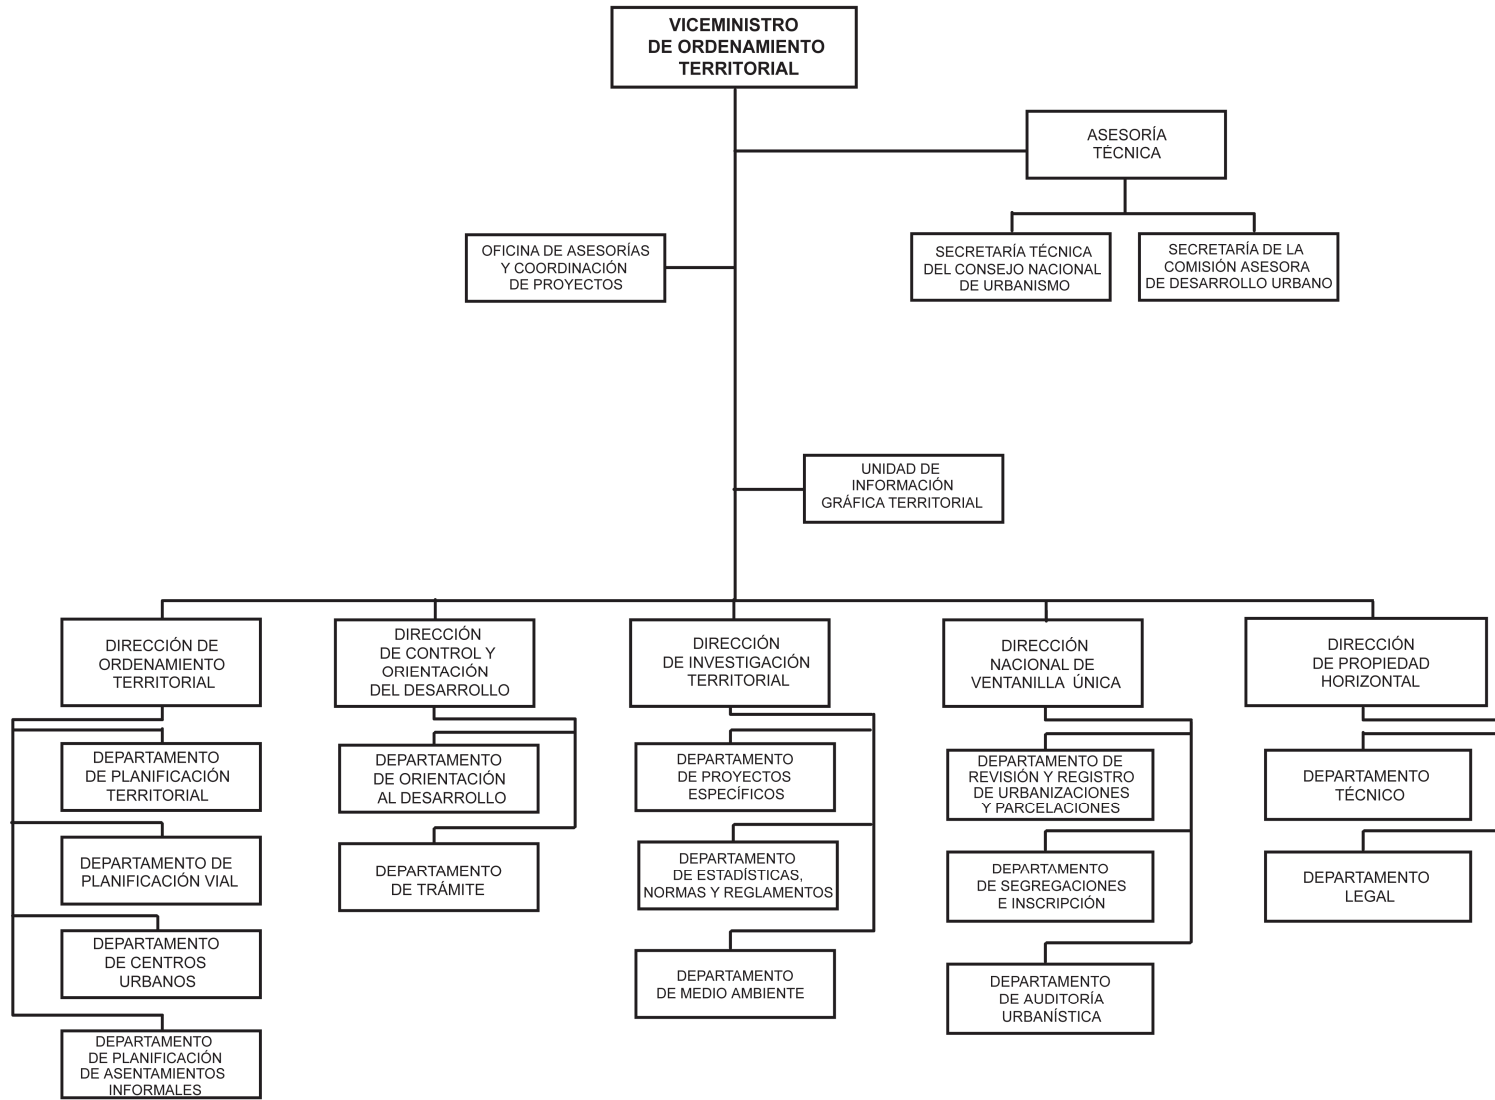 VICEMINISTRO
DE ORDENAMIENTO
TERRITORIAL
ASESORÍA
TÉCNICA
OFICINA DE ASESORÍAS
Y COORDINACIÓN
DE PROYECTOS
SECRETARÍA TÉCNICA
DEL CONSEJO NACIONAL
DE URBANISMO
SECRETARÍA DE LA
COMISIÓN ASESORA
DE DESARROLLO URBANO
UNIDAD DE
INFORMACIÓN
GRÁFICA TERRITORIAL
DIRECCIÓN DE
ORDENAMIENTO
TERRITORIAL
DEPARTAMENTO
DE PLANIFICACIÓN
TERRITORIAL
DEPARTAMENTO DE
PLANIFICACIÓN VIAL
DEPARTAMENTO
DE CENTROS
URBANOS
DEPARTAMENTO
DE PLANIFICACIÓN
DE ASENTAMIENTOS
INFORMALES
DIRECCIÓN
DE CONTROL Y
ORIENTACIÓN
DEL DESARROLLO
DEPARTAMENTO
DE ORIENTACIÓN
AL DESARROLLO
DEPARTAMENTO
DE TRÁMITE
DIRECCIÓN
DE INVESTIGACIÓN
TERRITORIAL
DEPARTAMENTO
DE PROYECTOS
ESPECÍFICOS
DEPARTAMENTO
DE ESTADÍSTICAS,
NORMAS Y REGLAMENTOS
DEPARTAMENTO
DE MEDIO AMBIENTE
DIRECCIÓN
NACIONAL DE
VENTANILLA ÚNICA
DEPARTAMENTO DE
REVISIÓN Y REGISTRO
DE URBANIZACIONES
Y PARCELACIONES
DEPARTAMENTO
DE SEGREGACIONES
E INSCRIPCIÓN
DEPARTAMENTO
DE AUDITORÍA
URBANÍSTICA
DIRECCIÓN
DE PROPIEDAD
HORIZONTAL
DEPARTAMENTO
TÉCNICO
DEPARTAMENTO
LEGAL